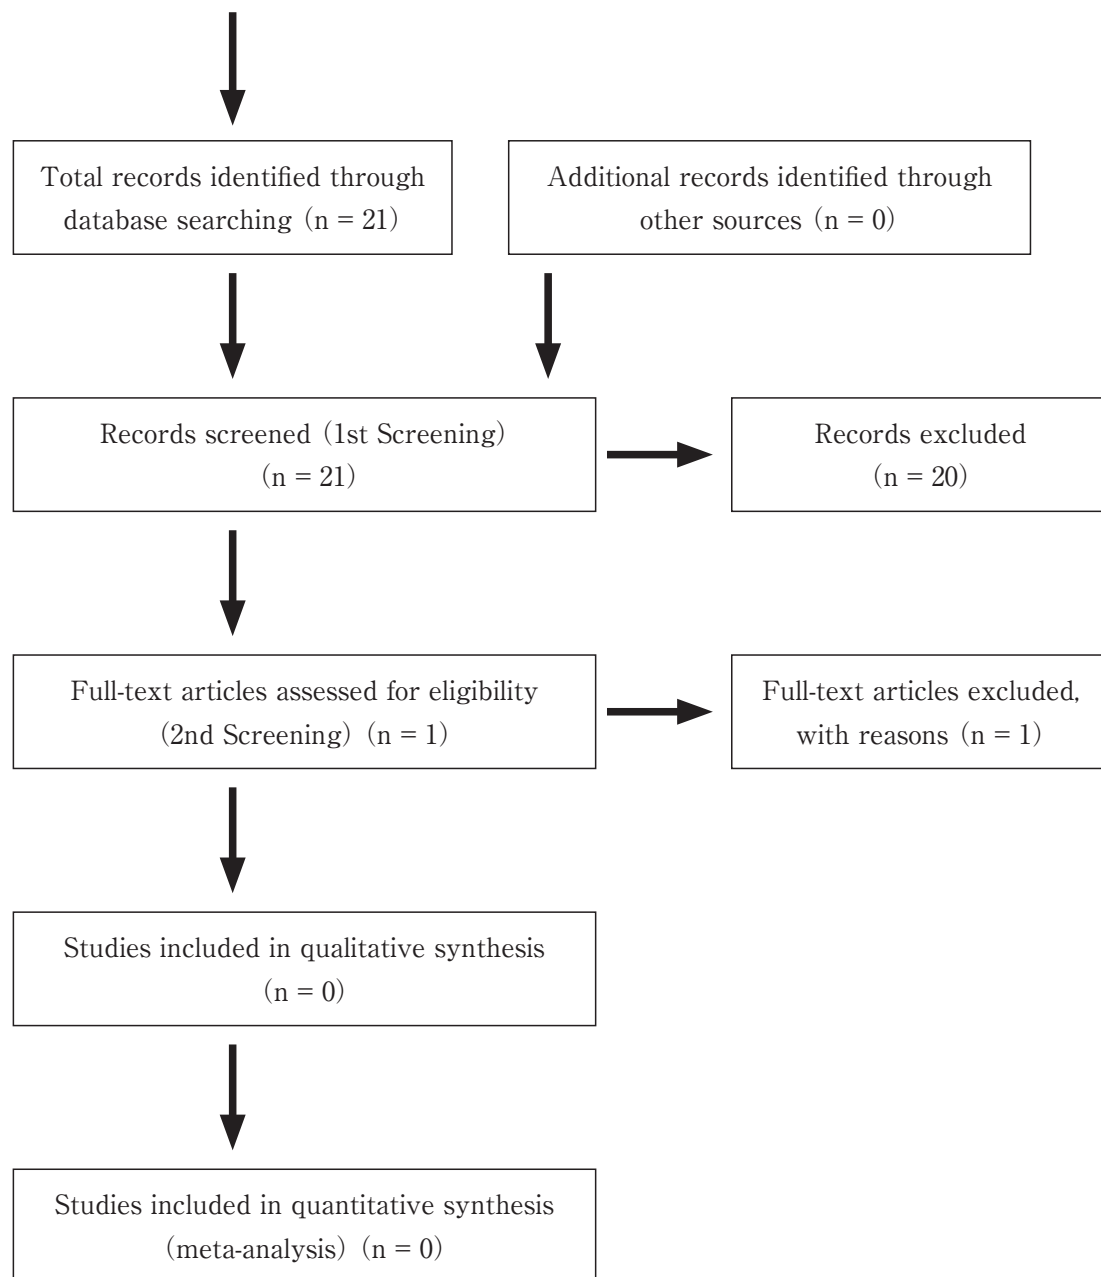 Total records identified through
database searching (n = 21)
Additional records identified through
other sources (n = 0)
Records screened (1st Screening)
(n = 21)
Records excluded
(n = 20)
Full-text articles assessed for eligibility
(2nd Screening) (n = 1)
Full-text articles excluded,
with reasons (n = 1)
Studies included in qualitative synthesis
(n = 0)
Studies included in quantitative synthesis
(meta-analysis) (n = 0)